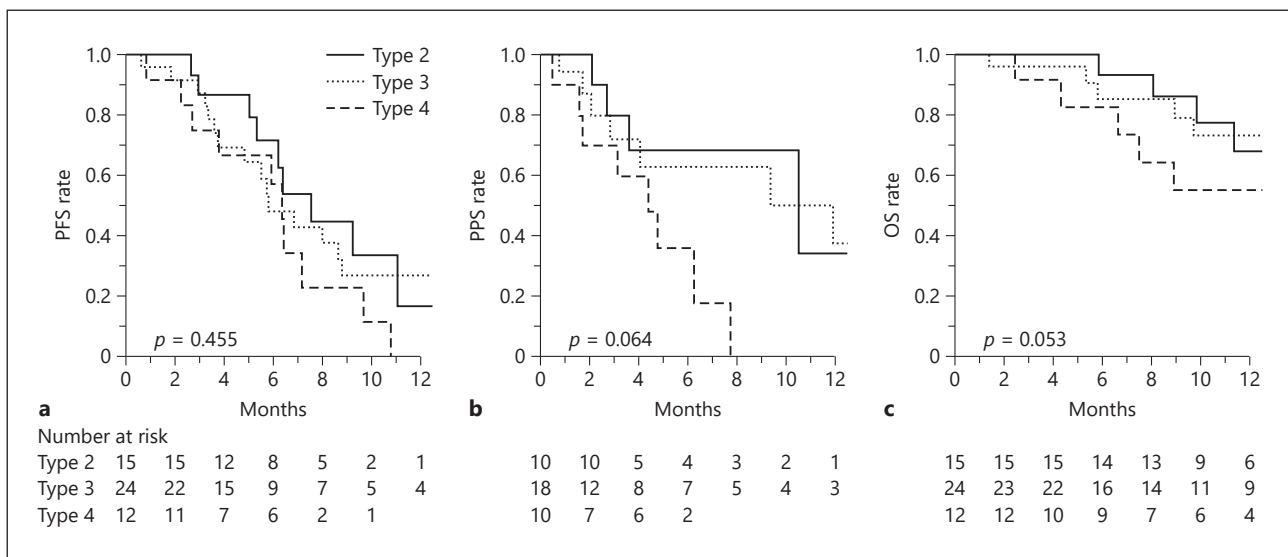 Type 2
Type 3
Type 4
1.0
0.8
0.6
0.4
0.2
0
PFS rate
p = 0.455
0 2 4 6 8 10 12
Months
a
1.0
0.8
0.6
0.4
0.2
0
PPS rate
p = 0.064
0 2 4 6 8 10 12
Months
b
1.0
0.8
0.6
0.4
0.2
0
OS rate
p = 0.053
0 2 4 6 8 10 12
Months
c
Number at risk
Type 2 15 15 12 8 5 2 1 10 10 5 4 3 2 1 15 15 15 14 13 9 6
Type 3 24 22 15 9 7 5 4 18 12 8 7 5 4 3 24 23 22 16 14 11 9
Type 4 12 11 7 6 2 1 10 7 6 2 12 12 10 9 7 6 4